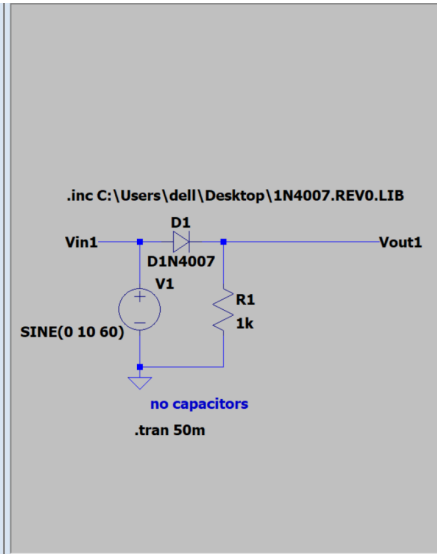 .inc C:\Users\dell\Desktop\1N4007.REV0.LIB
D1
Vin1
Vout1
D1N4007
V1
R1
1k
SINE(0 10 60)
no capacitors
.tran 50m